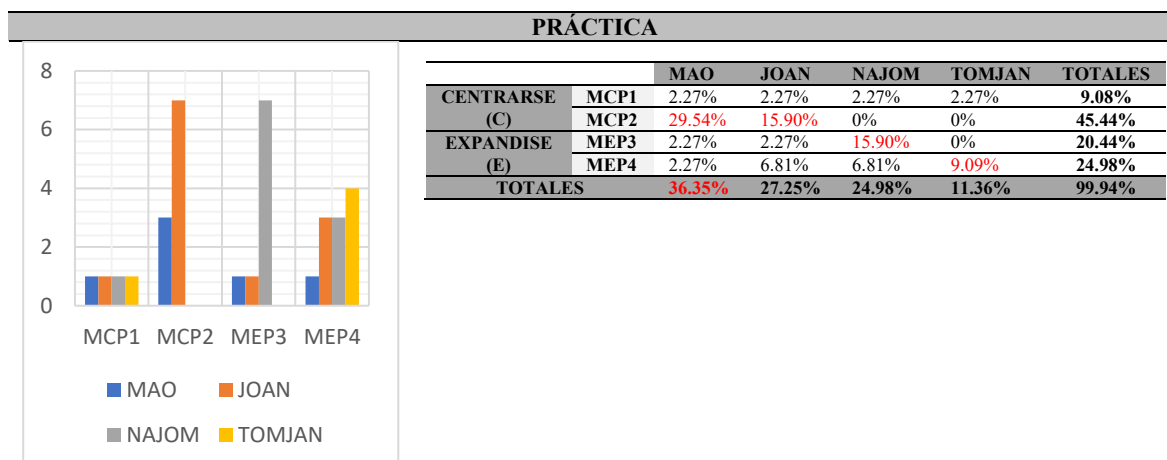 PRÁCTICA
8
6
4
2
0
MCP1 MCP2 MEP3 MEP4
MAO JOAN
NAJOM TOMJAN
MAO JOAN NAJOM TOMJAN TOTALES
CENTRARSE MCP1 2.27% 2.27% 2.27% 2.27% 9.08%
(C) MCP2 29.54% 15.90% 0% 0% 45.44%
EXPANDISE MEP3 2.27% 2.27% 15.90% 0% 20.44%
(E) MEP4 2.27% 6.81% 6.81% 9.09% 24.98%
TOTALES 36.35% 27.25% 24.98% 11.36% 99.94%